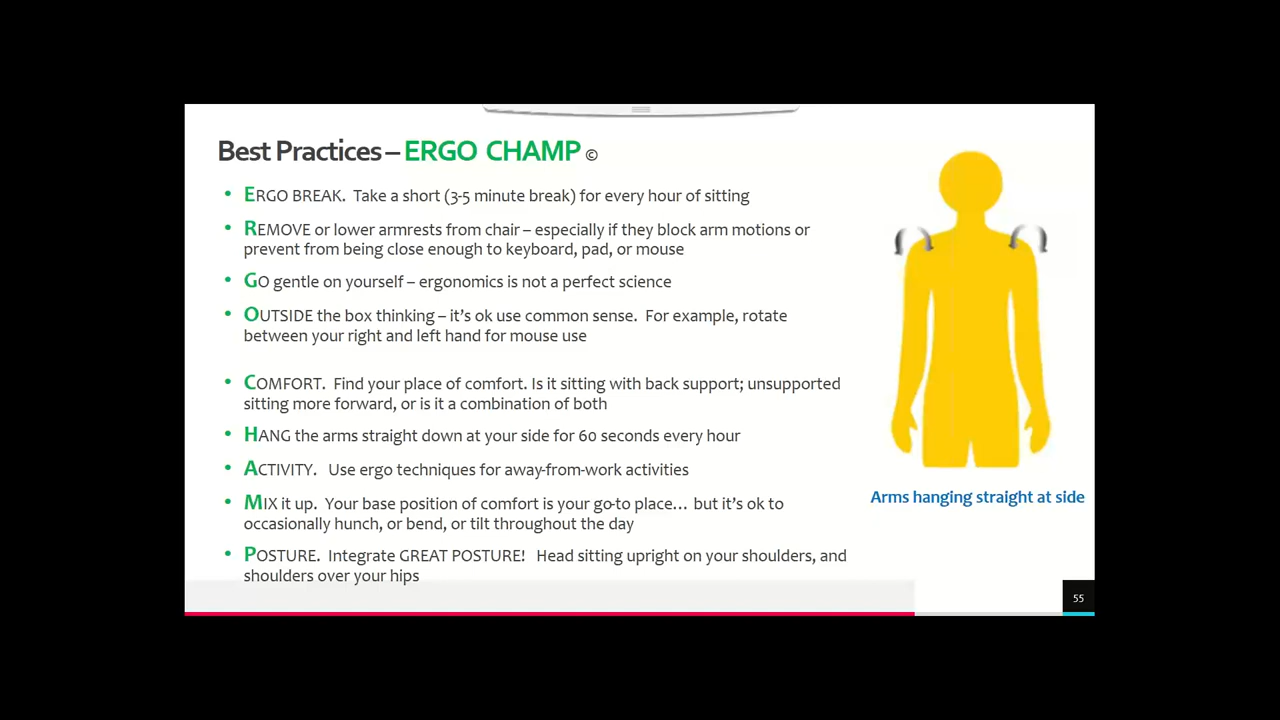 Best Practices – ERGO CHAMP ©
• ERGO BREAK.  Take a short (3-5 minute break) for every hour of sitting
• REMOVE or lower armrests from chair – especially if they block arm motions or
prevent from being close enough to keyboard, pad, or mouse
• GO gentle on yourself – ergonomics is not a perfect science
• OUTSIDE the box thinking – it's ok use common sense.  For example, rotate
between your right and left hand for mouse use
• COMFORT.  Find your place of comfort. Is it sitting with back support; unsupported
sitting more forward, or is it a combination of both
• HANG the arms straight down at your side for 60 seconds every hour
• ACTIVITY.   Use ergo techniques for away-from-work activities
• MIX it up.  Your base position of comfort is your go-to place… but it's ok to
occasionally hunch, or bend, or tilt throughout the day
• POSTURE.  Integrate GREAT POSTURE!   Head sitting upright on your shoulders, and
shoulders over your hips
Arms hanging straight at side
55